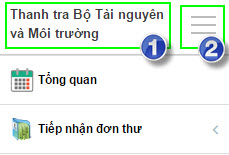 Thanh tra Bộ Tài nguyên
và Môi trường
1
2
Tổng quan
Tiếp nhận đơn thư